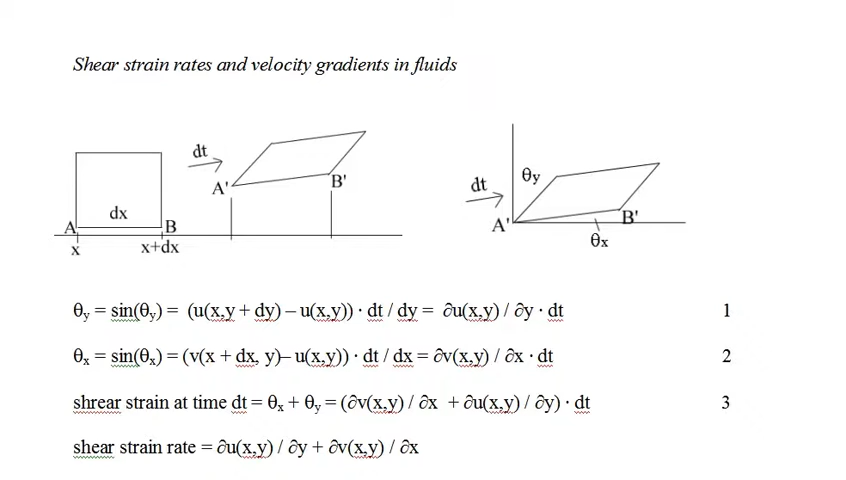 Shear strain rates and velocity gradients in fluids
dt
A'
B'
dx
A
B
x
x+dx
dt
θy
A'
B'
θx
θy = sin(θy) = (u(x,y + dy) – u(x,y)) · dt / dy = ∂u(x,y) / ∂y · dt 1
θx = sin(θx) = (v(x + dx, y)– u(x,y)) · dt / dx = ∂v(x,y) / ∂x · dt 2
shrear strain at time dt = θx + θy = (∂v(x,y) / ∂x + ∂u(x,y) / ∂y) · dt 3
shear strain rate = ∂u(x,y) / ∂y + ∂v(x,y) / ∂x